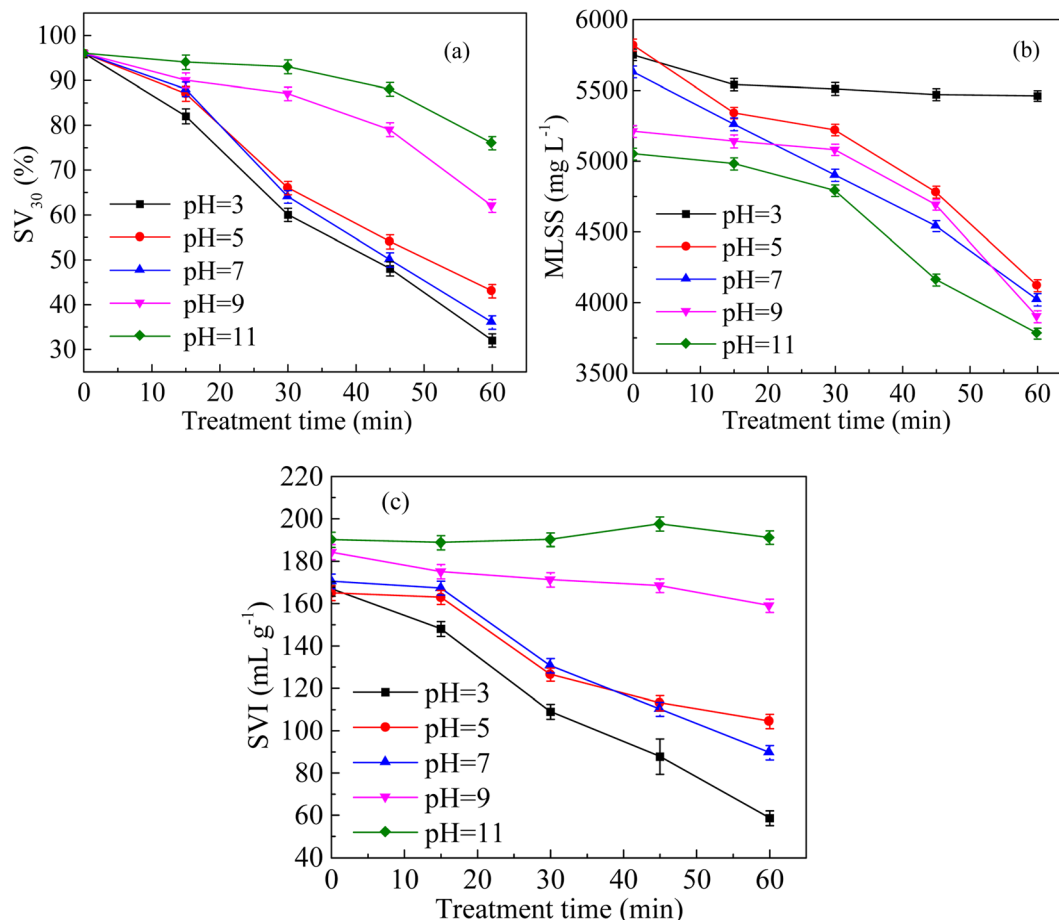 (a)
100
90
80
70
60
50
40
30
SV30 (%)
pH=3
pH=5
pH=7
pH=9
pH=11
0 10 20 30 40 50 60
Treatment time (min)
(b)
6000
5500
5000
4500
4000
3500
MLSS (mg L-1)
pH=3
pH=5
pH=7
pH=9
pH=11
0 10 20 30 40 50 60
Treatment time (min)
(c)
220
200
180
160
140
120
100
80
60
40
SVI (mL g-1)
pH=3
pH=5
pH=7
pH=9
pH=11
0 10 20 30 40 50 60
Treatment time (min)